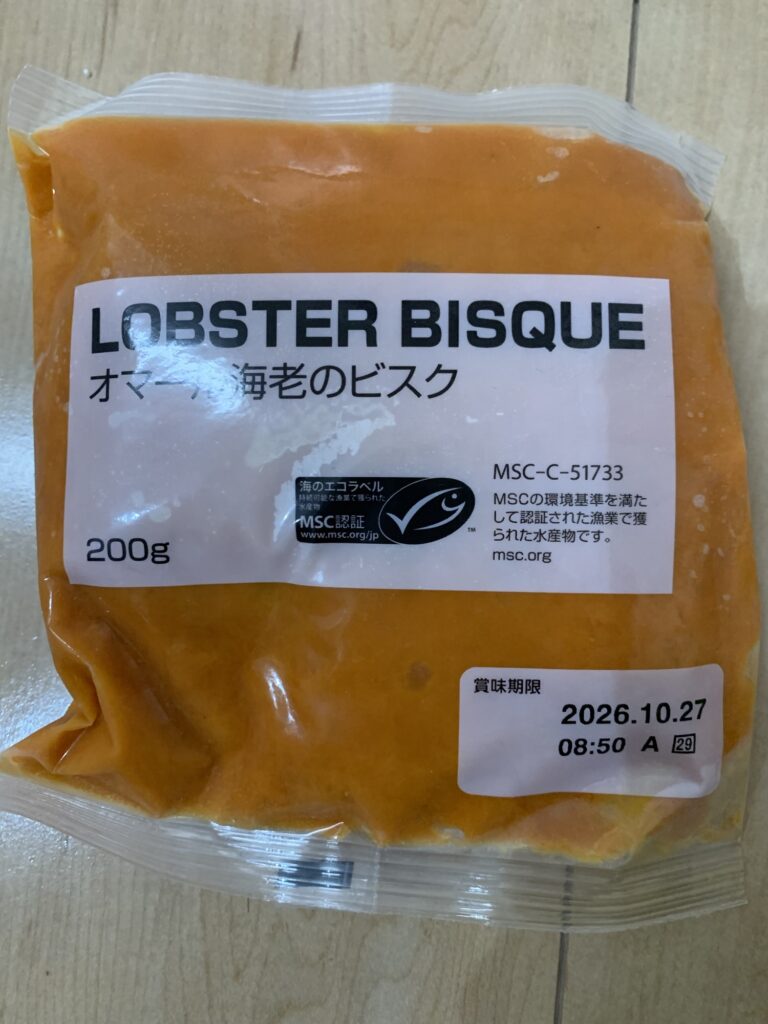 LOBSTER BISQUE
オマール海老のビスク
海のエコラベル
持続可能な漁業で獲られた
水産物
MSC認証
www.msc.org/jp
TM
MSC-C-51733
MSCの環境基準を満た
して認証された漁業で獲
られた水産物です。
msc.org
200g
賞味期限
2026.10.27
08:50 A 29